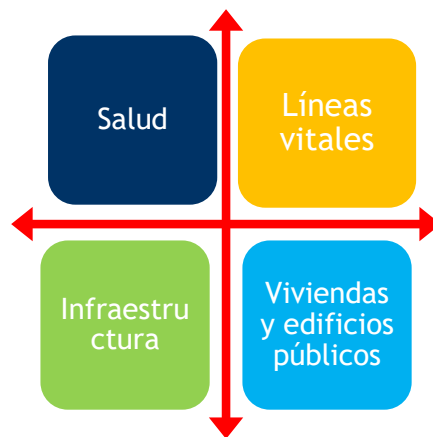 Salud
Líneas
vitales
Infraestru
ctura
Viviendas
y edificios
públicos